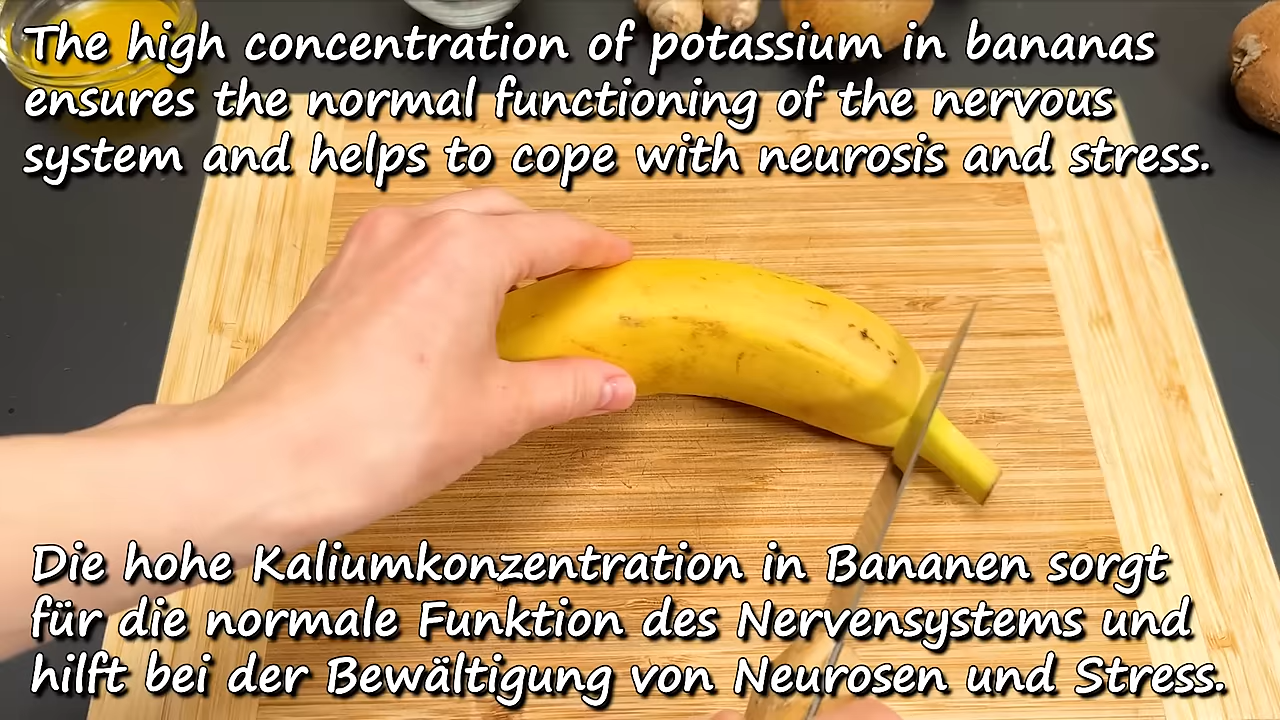 The high concentration of potassium in bananas
ensures the normal functioning of the nervous
system and helps to cope with neurosis and stress.
Die hohe Kaliumkonzentration in Bananen sorgt
für die normale Funktion des Nervensystems und
hilft bei der Bewältigung von Neurosen und Stress.